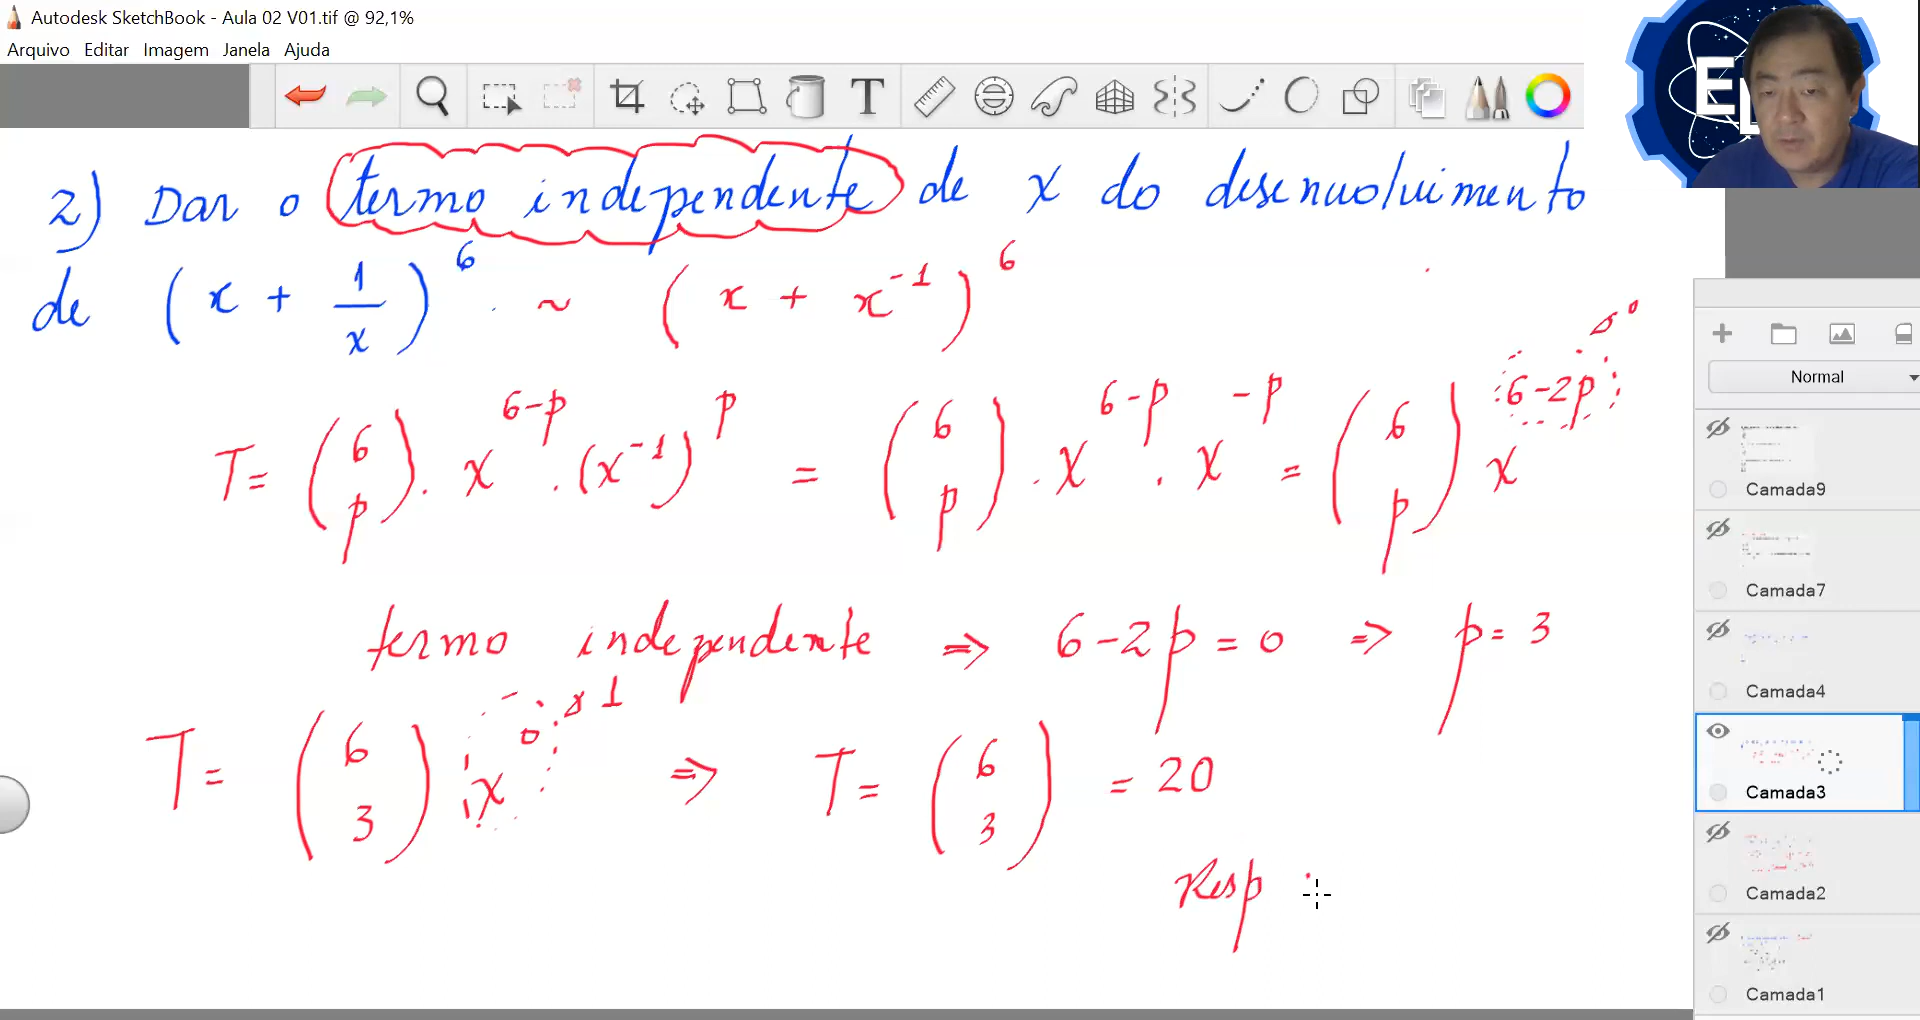 Autodesk SketchBook - Aula 02 V01.tif @ 92,1%
Arquivo Editar Imagem Janela Ajuda
T
E
2) Dar o termo independente de x do desenvolvimento
de (x + 1/x)^6 ~ (x + x^-1)^6
T = (6 p) . x^6-p . (x^-1)^p = (6 p) . x^6-p . x^-p = (6 p) x^6-2p → 0
termo independente => 6-2p = 0 => p = 3
T = (6 3) x^0 → 1 => T = (6 3) = 20
Resp
Normal
Camada9
Camada7
Camada4
Camada3
Camada2
Camada1